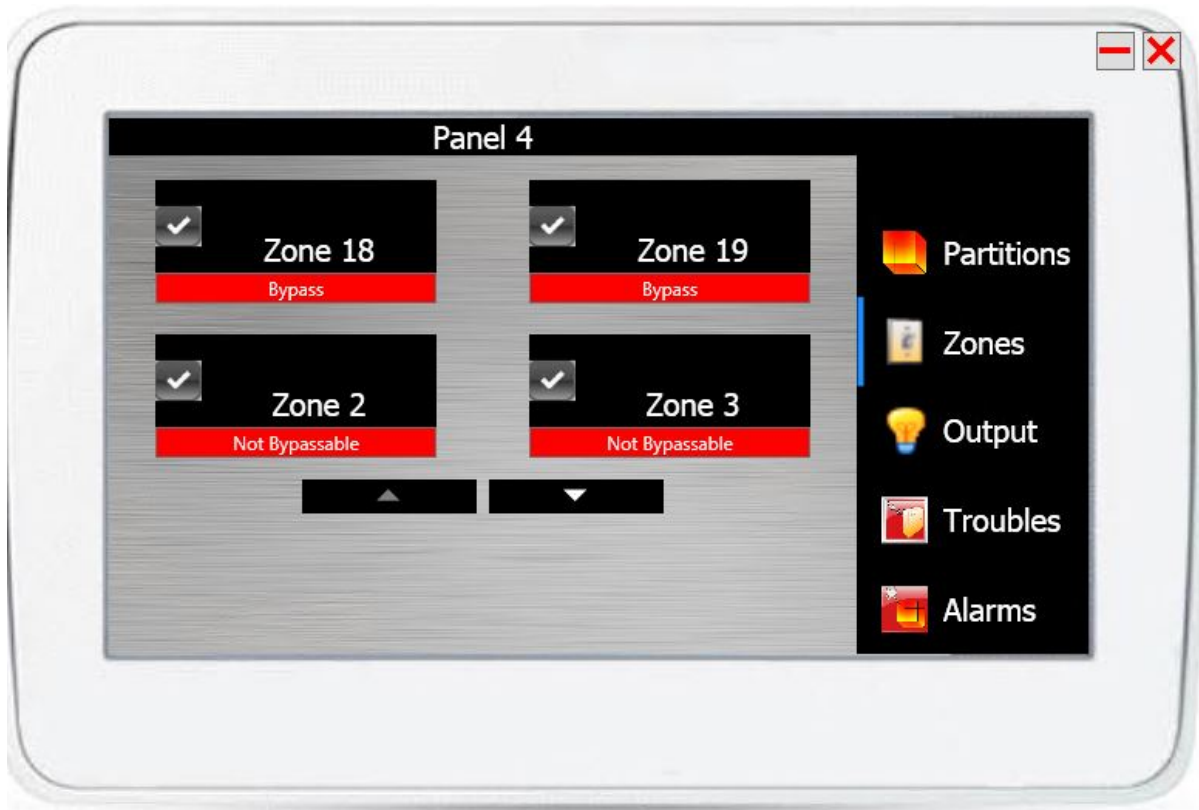 Panel 4
Zone 18
Bypass
Zone 19
Bypass
Zone 2
Not Bypassable
Zone 3
Not Bypassable
Partitions
Zones
Output
Troubles
Alarms